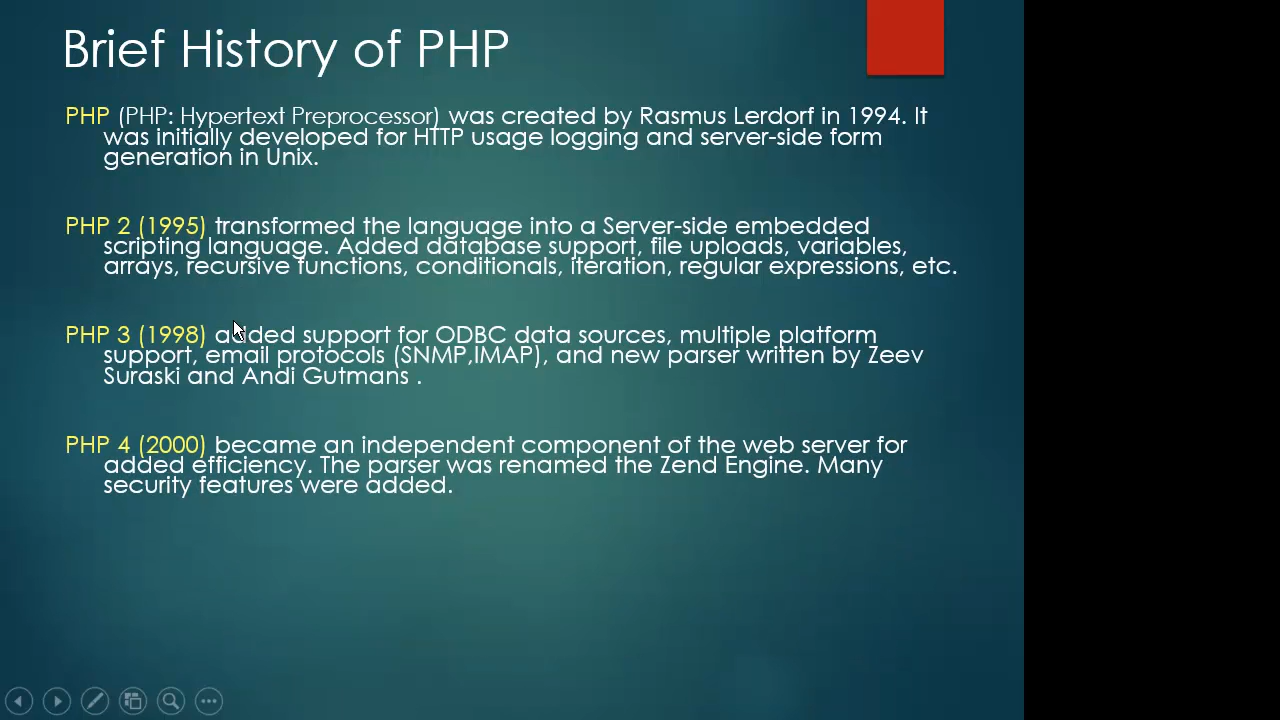 Brief History of PHP
PHP (PHP: Hypertext Preprocessor) was created by Rasmus Lerdorf in 1994. It
was initially developed for HTTP usage logging and server-side form
generation in Unix.
PHP 2 (1995) transformed the language into a Server-side embedded
scripting language. Added database support, file uploads, variables,
arrays, recursive functions, conditionals, iteration, regular expressions, etc.
PHP 3 (1998) added support for ODBC data sources, multiple platform
support, email protocols (SNMP,IMAP), and new parser written by Zeev
Suraski and Andi Gutmans .
PHP 4 (2000) became an independent component of the web server for
added efficiency. The parser was renamed the Zend Engine. Many
security features were added.